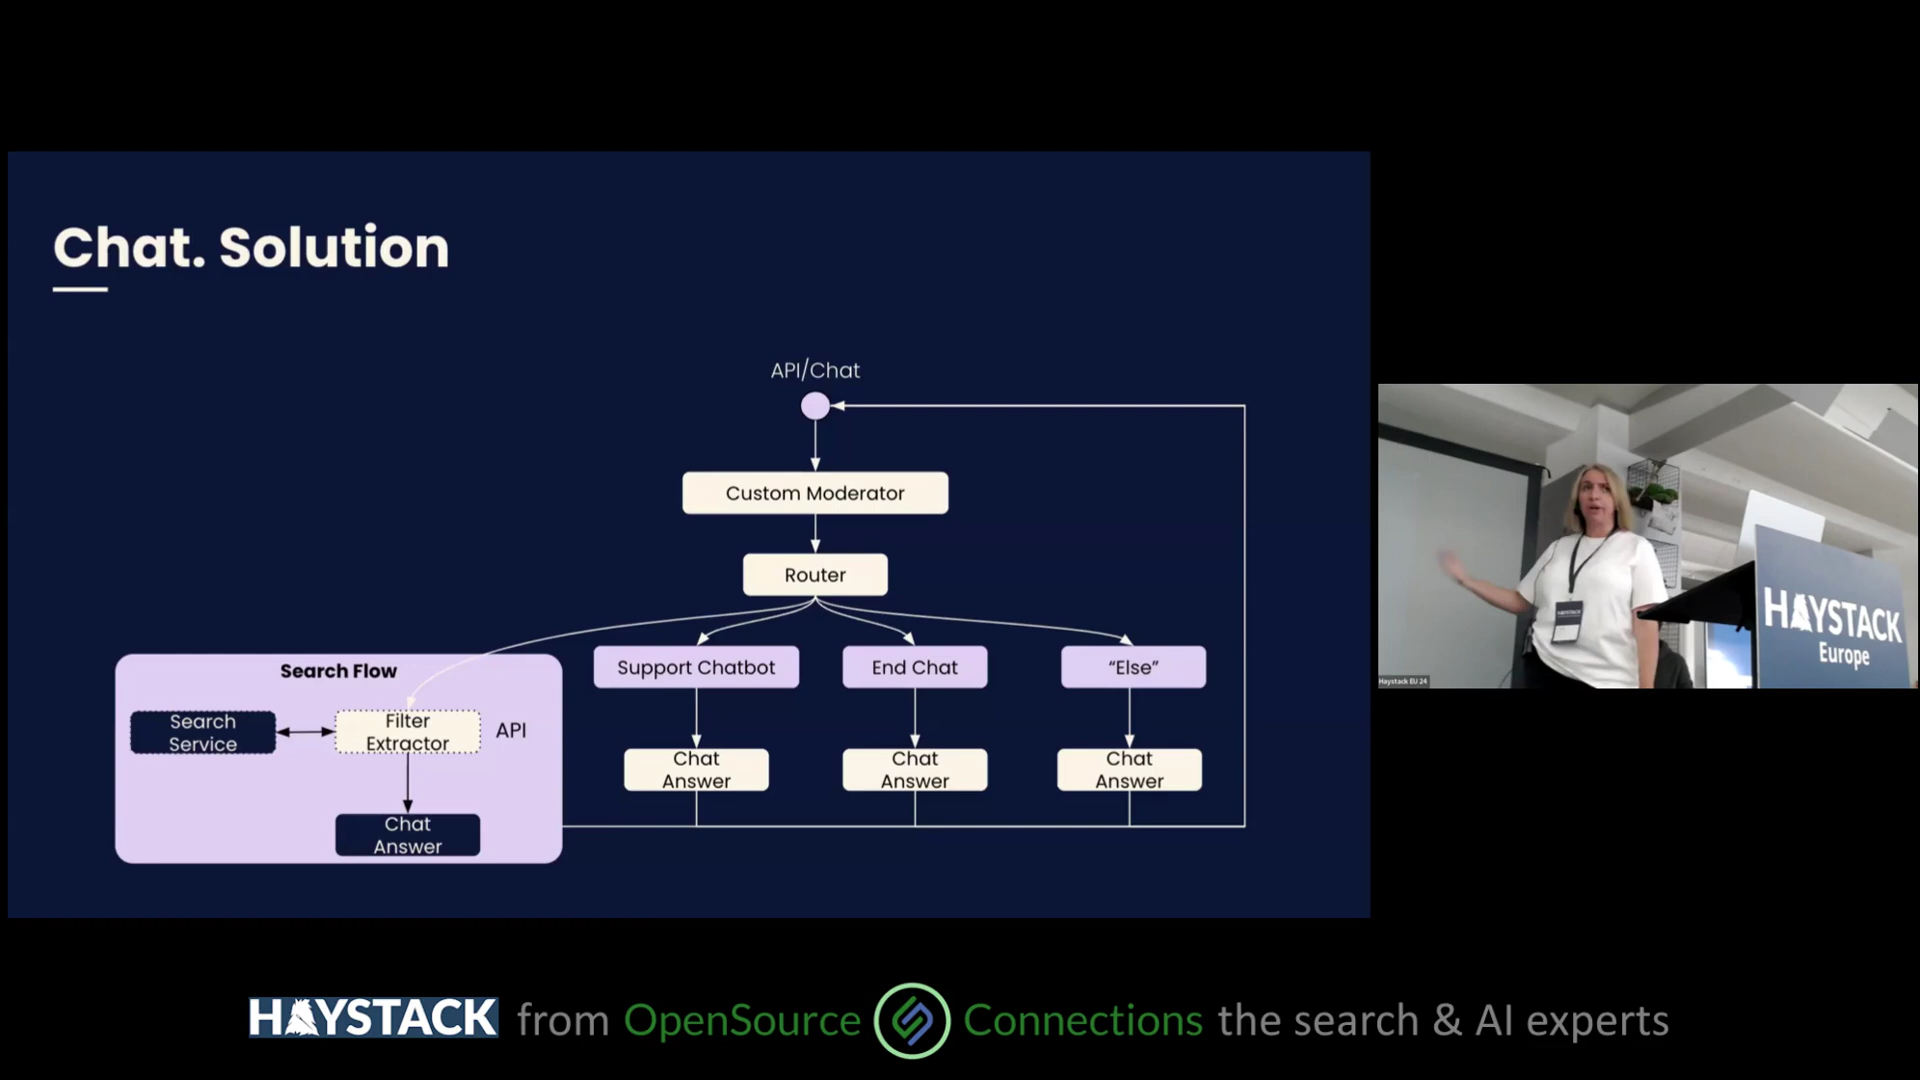 Chat. Solution
API/Chat
Custom Moderator
Router
Search Flow
Support Chatbot
End Chat
“Else”
Search
Service
Filter
Extractor
API
Chat
Answer
Chat
Answer
Chat
Answer
Chat
Answer
HAYSTACK
Europe
Haystack EU 24
HAYSTACK from OpenSource Connections the search & AI experts